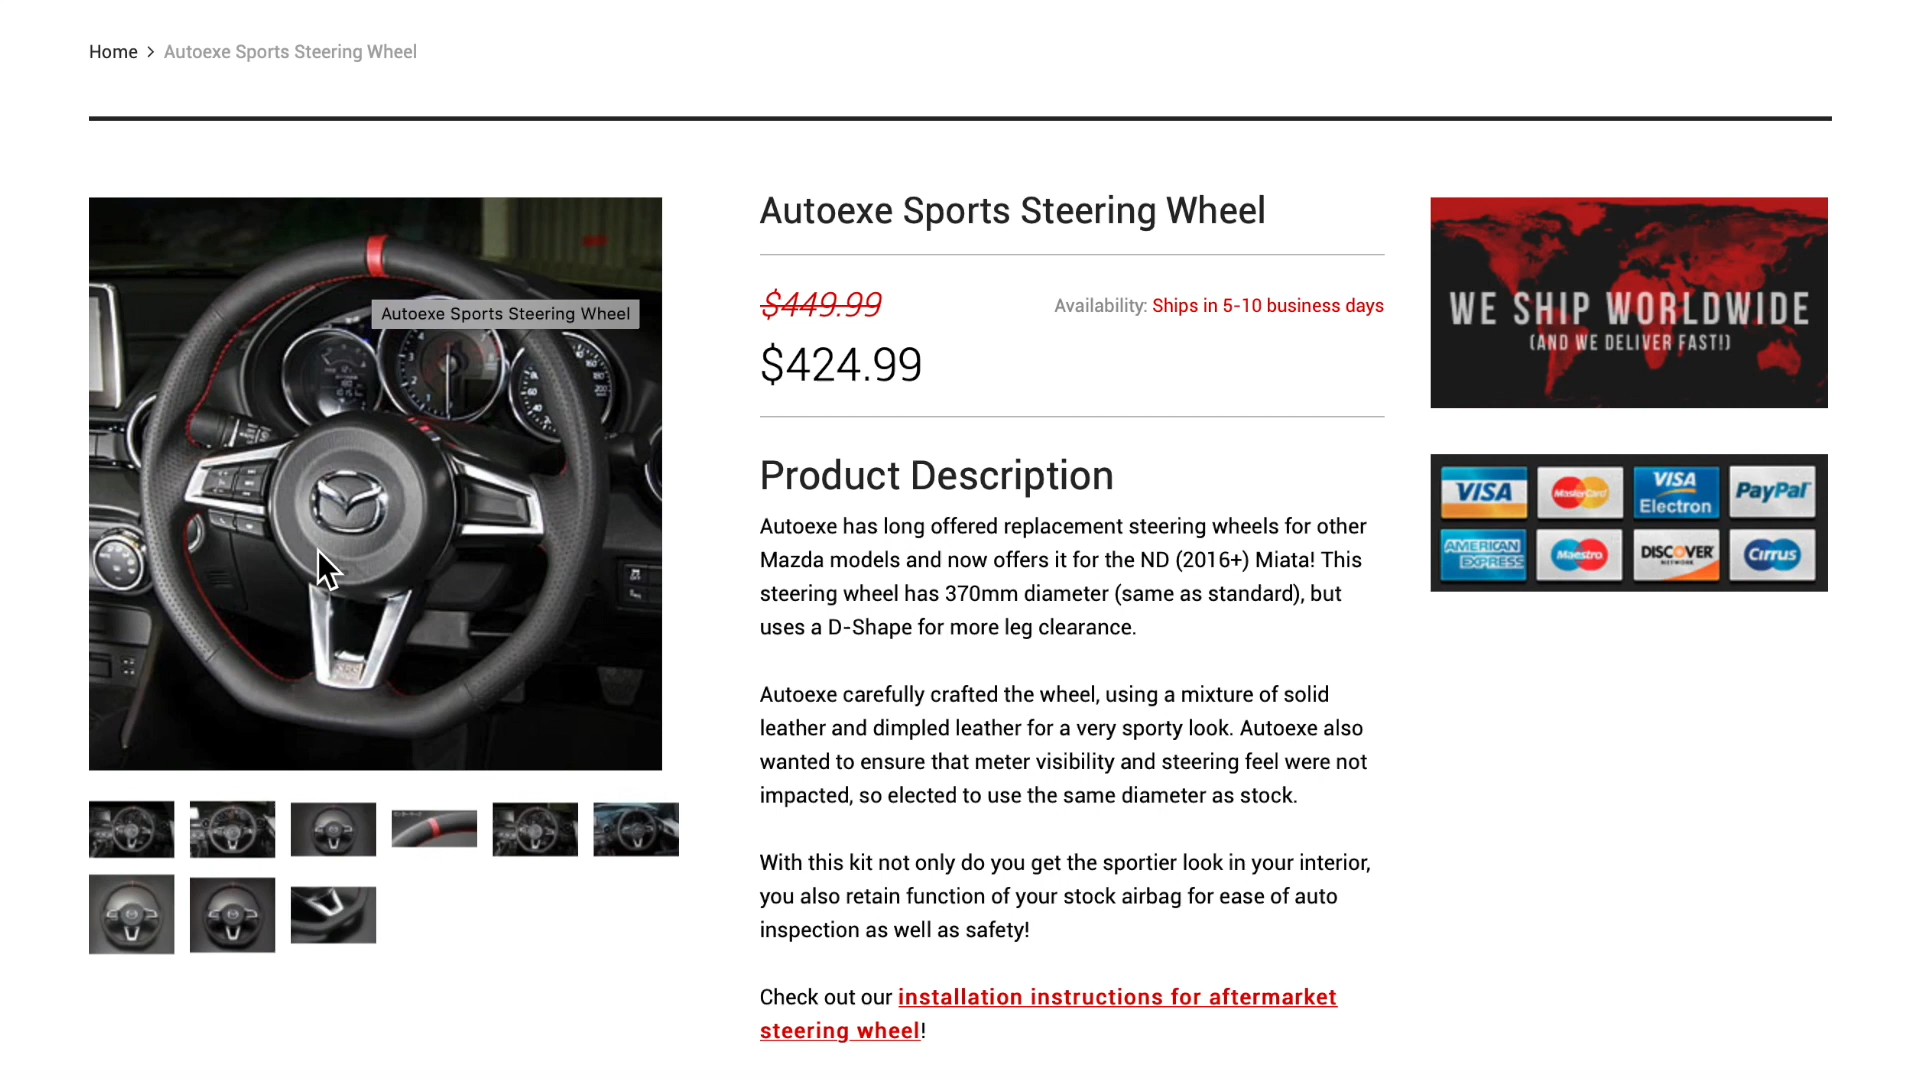 Home > Autoexe Sports Steering Wheel
Autoexe Sports Steering Wheel
Autoexe Sports Steering Wheel
$449.99
Availability: Ships in 5-10 business days
$424.99
Product Description
Autoexe has long offered replacement steering wheels for other
Mazda models and now offers it for the ND (2016+) Miata! This
steering wheel has 370mm diameter (same as standard), but
uses a D-Shape for more leg clearance.
Autoexe carefully crafted the wheel, using a mixture of solid
leather and dimpled leather for a very sporty look. Autoexe also
wanted to ensure that meter visibility and steering feel were not
impacted, so elected to use the same diameter as stock.
With this kit not only do you get the sportier look in your interior,
you also retain function of your stock airbag for ease of auto
inspection as well as safety!
Check out our installation instructions for aftermarket
steering wheel!
WE SHIP WORLDWIDE
(AND WE DELIVER FAST!)
VISA
MasterCard
VISA
Electron
PayPal
AMERICAN
EXPRESS
Maestro
DISCOVER
NETWORK
Cirrus